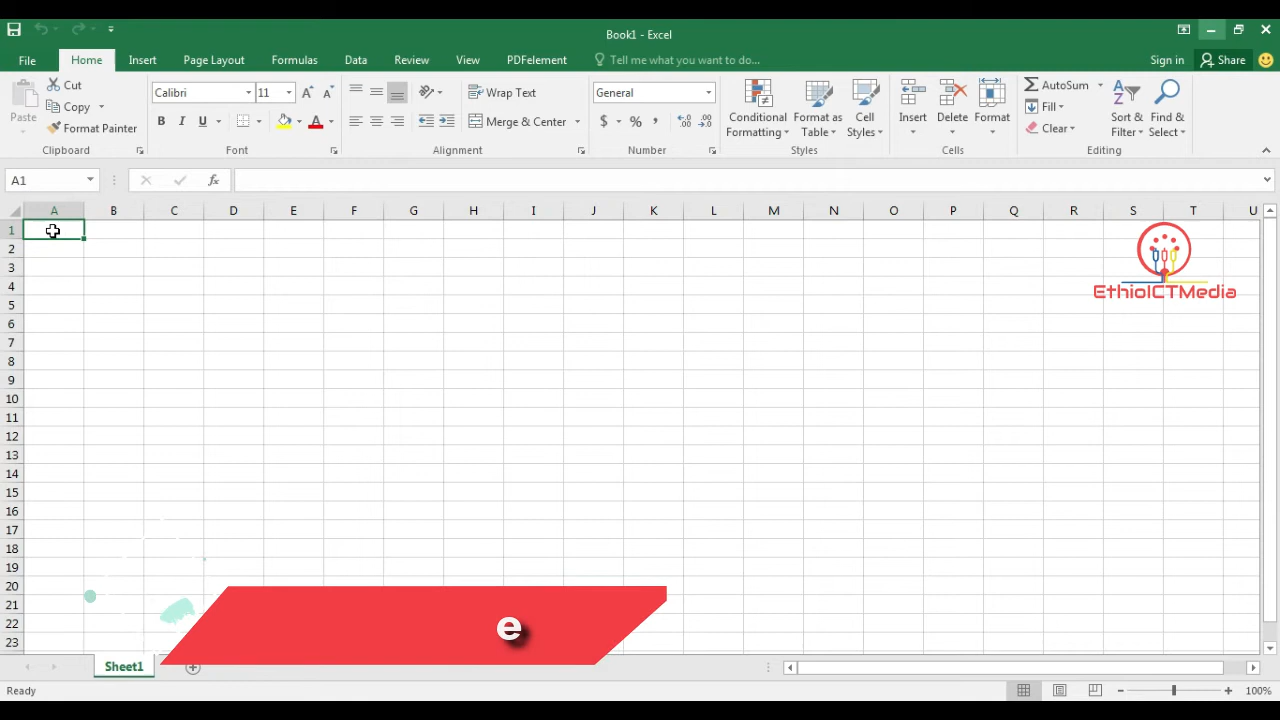 Book1 - Excel
File Home Insert Page Layout Formulas Data Review View PDFelement Tell me what you want to do... Sign in Share
Paste
Cut
Copy
Format Painter
Clipboard
Calibri 11
B I U
Font
Wrap Text
Merge & Center
Alignment
General
$ % ,
Number
Conditional Formatting
Format as Table
Cell Styles
Styles
Insert Delete Format
Cells
AutoSum
Fill
Clear
Sort & Filter
Find & Select
Editing
A1 fx
A B C D E F G H I J K L M N O P Q R S T U
1
2
3
4
5
6
7
8
9
10
11
12
13
14
15
16
17
18
19
20
21
22
23
EthioICTMedia
e
Sheet1
Ready 100%